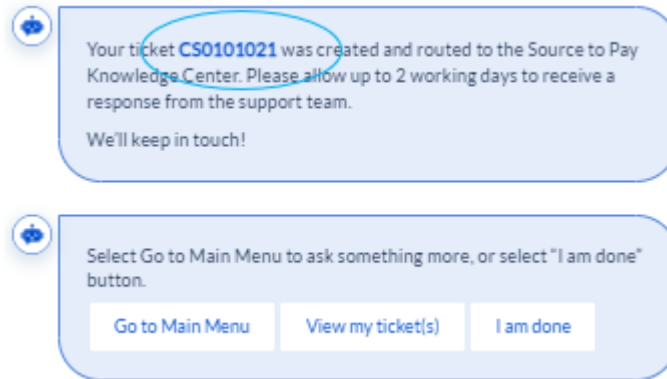 Your ticket CS0101021 was created and routed to the Source to Pay
Knowledge Center. Please allow up to 2 working days to receive a
response from the support team.
We'll keep in touch!
Select Go to Main Menu to ask something more, or select “I am done”
button.
Go to Main Menu View my ticket(s) I am done